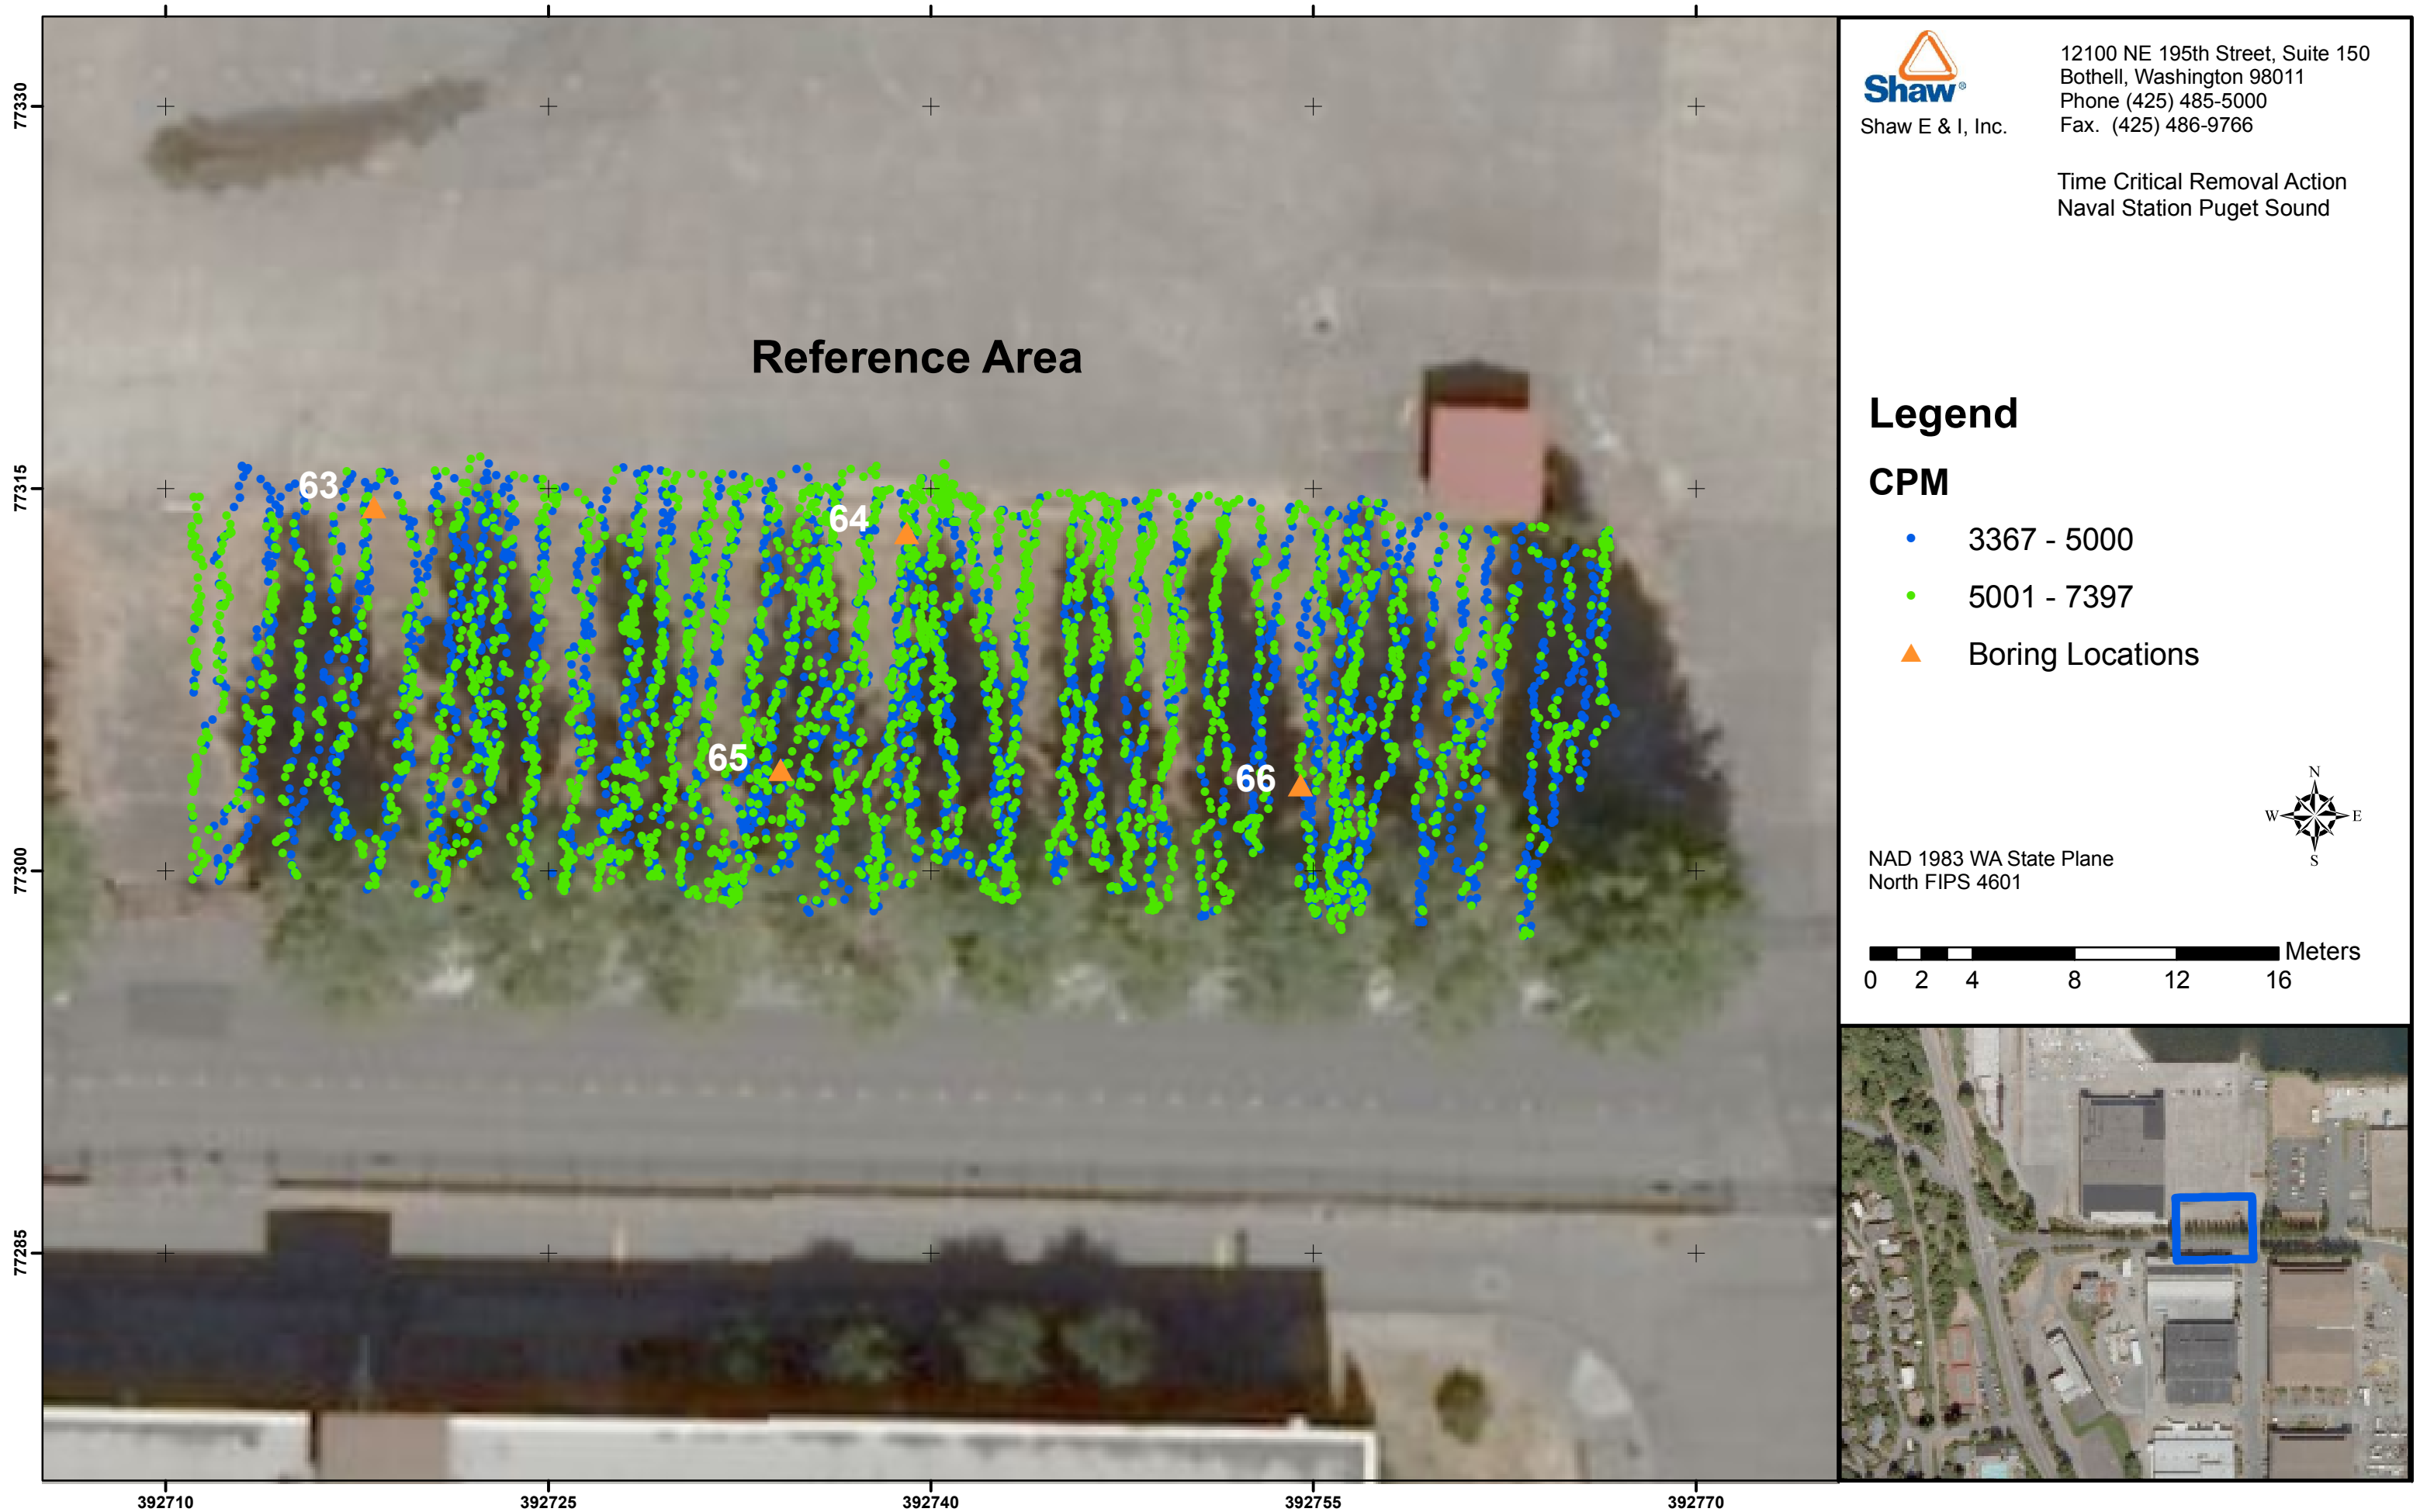 Reference Area
63
64
65
66
77330
77315
77300
77285
392710
392725
392740
392755
392770
Shaw®
Shaw E & I, Inc.
12100 NE 195th Street, Suite 150
Bothell, Washington 98011
Phone (425) 485-5000
Fax. (425) 486-9766
Time Critical Removal Action
Naval Station Puget Sound
Legend
CPM
3367 - 5000
5001 - 7397
Boring Locations
N
W E
S
NAD 1983 WA State Plane
North FIPS 4601
Meters
0 2 4 8 12 16